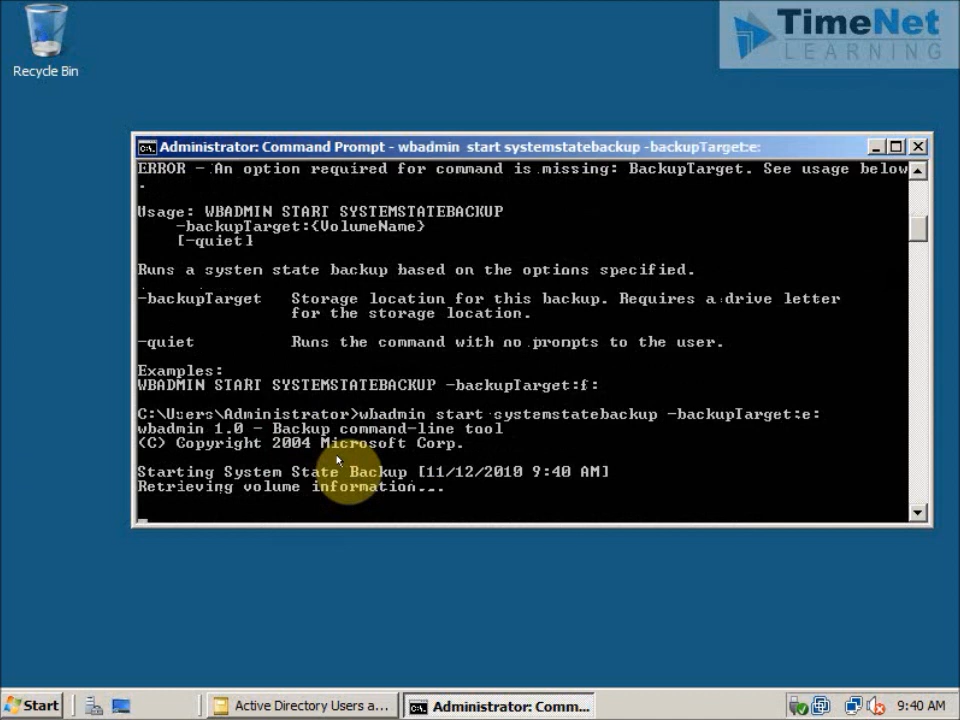 TimeNet
LEARNING
Recycle Bin
Administrator: Command Prompt - wbadmin start systemstatebackup -backupTarget:e:
ERROR - An option required for command is missing: BackupTarget. See usage below
.
Usage: WBADMIN START SYSTEMSTATEBACKUP
-backupTarget:{VolumeName}
[-quiet]
Runs a system state backup based on the options specified.
-backupTarget Storage location for this backup. Requires a drive letter
for the storage location.
-quiet Runs the command with no prompts to the user.
Examples:
WBADMIN START SYSTEMSTATEBACKUP -backupTarget:f:
C:\Users\Administrator>wbadmin start systemstatebackup -backupTarget:e:
wbadmin 1.0 - Backup command-line tool
(C) Copyright 2004 Microsoft Corp.
Starting System State Backup [11/12/2010 9:40 AM]
Retrieving volume information...
Start
Active Directory Users a...
Administrator: Comm...
9:40 AM